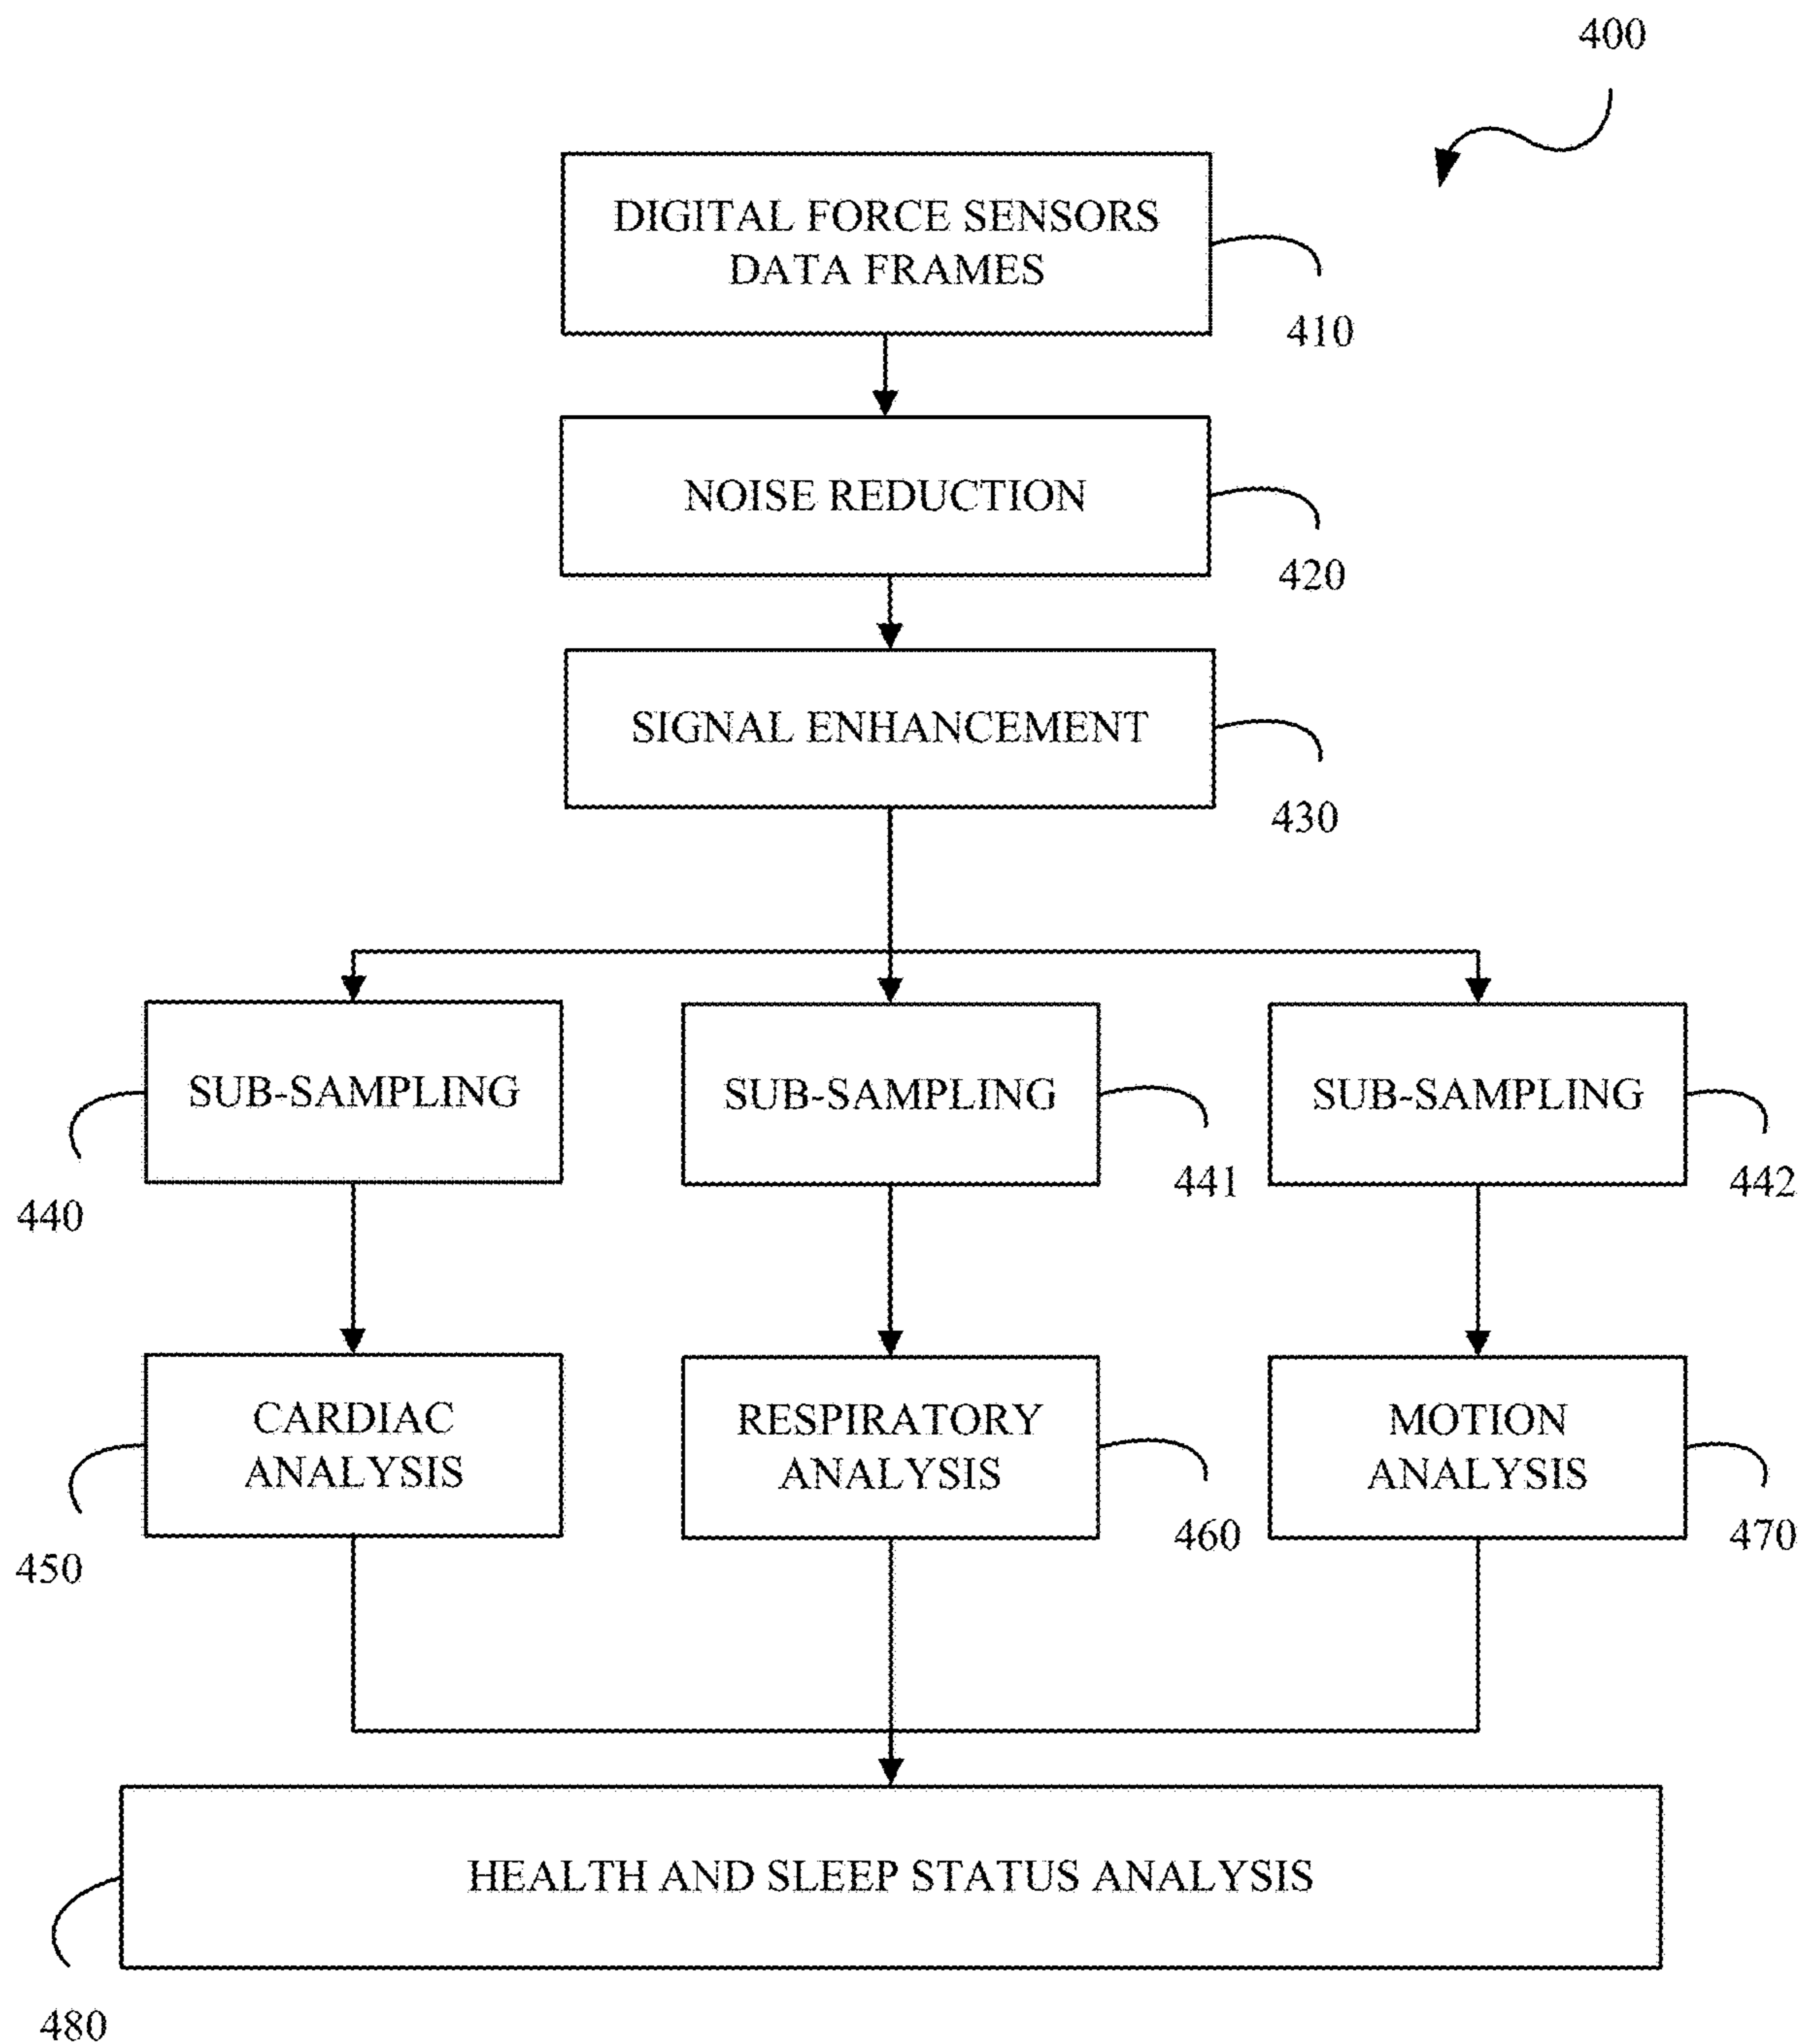 400
DIGITAL FORCE SENSORS
DATA FRAMES
410
NOISE REDUCTION
420
SIGNAL ENHANCEMENT
430
SUB-SAMPLING
SUB-SAMPLING
SUB-SAMPLING
440
441
442
CARDIAC
ANALYSIS
RESPIRATORY
ANALYSIS
MOTION
ANALYSIS
450
460
470
HEALTH AND SLEEP STATUS ANALYSIS
480